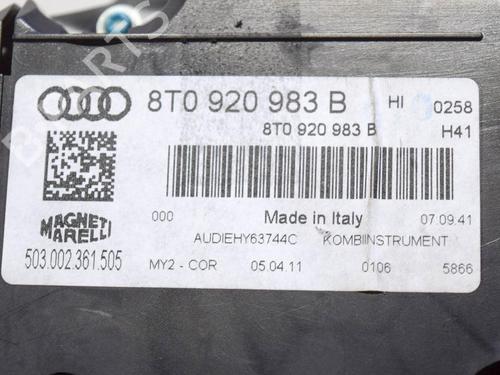 8T0 920 983 B HI 0258
8T0 920 983 B H41
MAGNETI MARELLI
503.002.361.505
000 Made in Italy 07.09.41
AUDIEHY63744C KOMBIINSTRUMENT
MY2 - COR 05.04.11 0106 5866